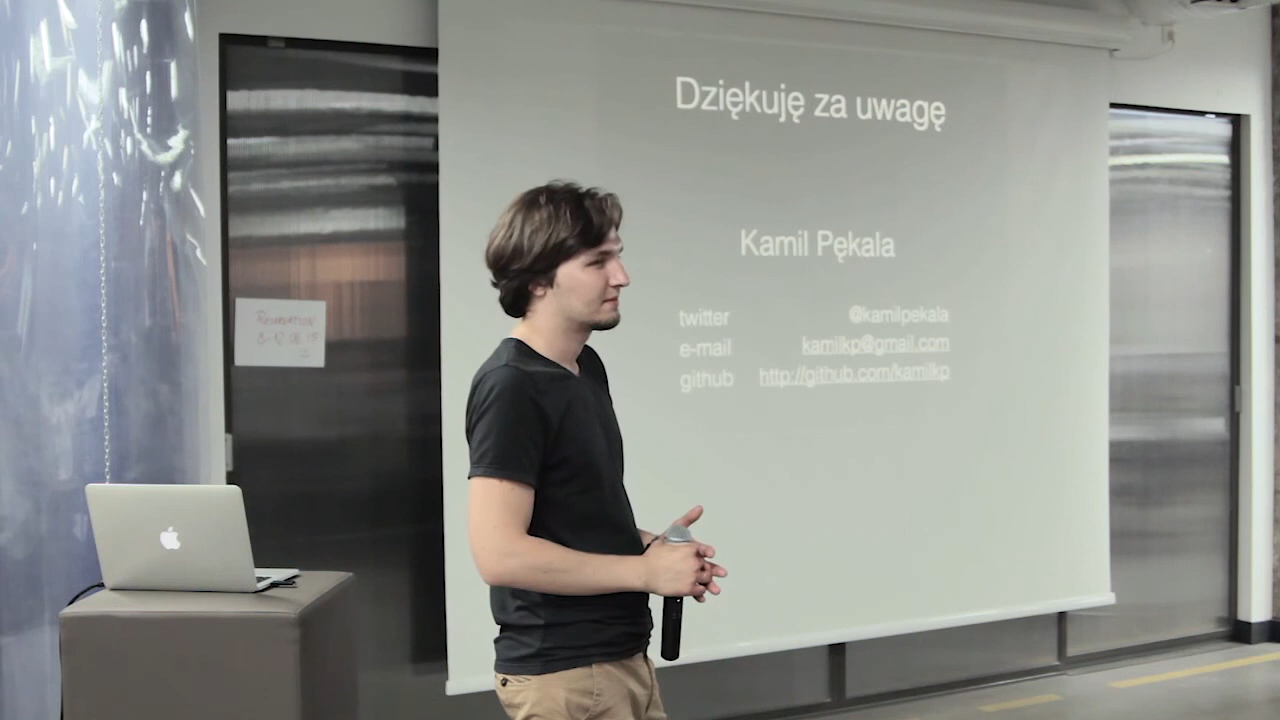 Dziękuję za uwagę
Kamil Pękala
twitter @kamilpekala
e-mail kamilkp@gmail.com
github http://github.com/kamilkp